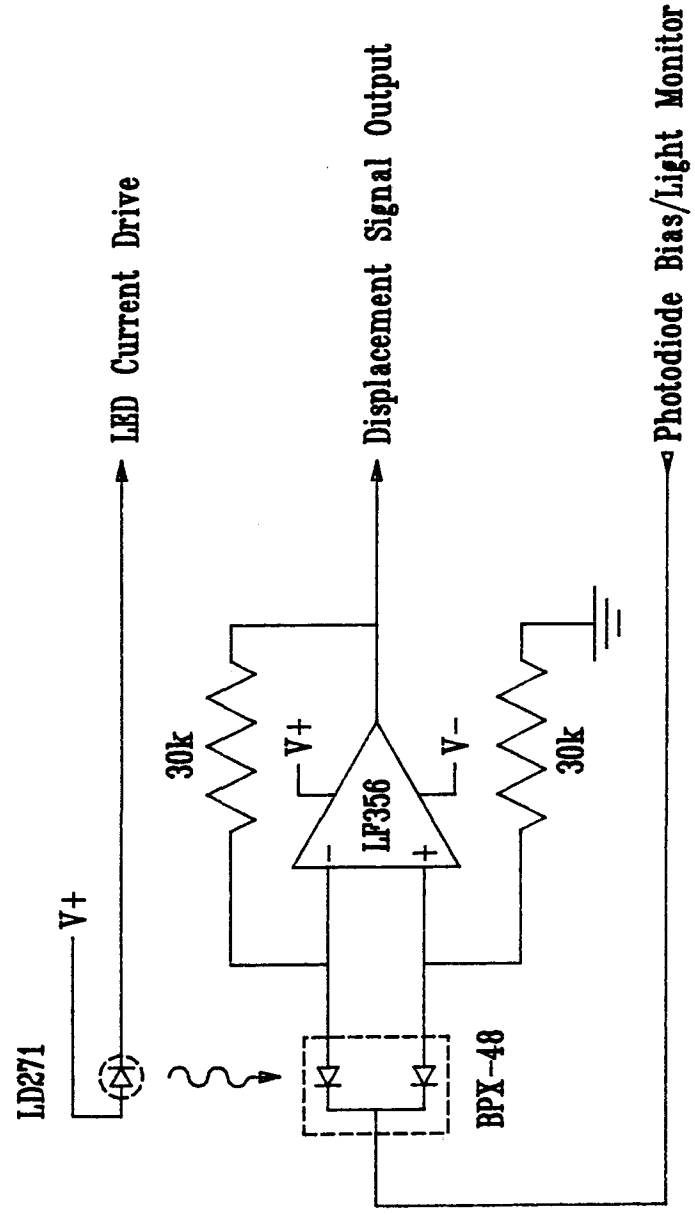 LD271
V+
LED Current Drive
30k
V+
-
+
LF356
V-
Displacement Signal Output
30k
BPX-48
Photodiode Bias/Light Monitor